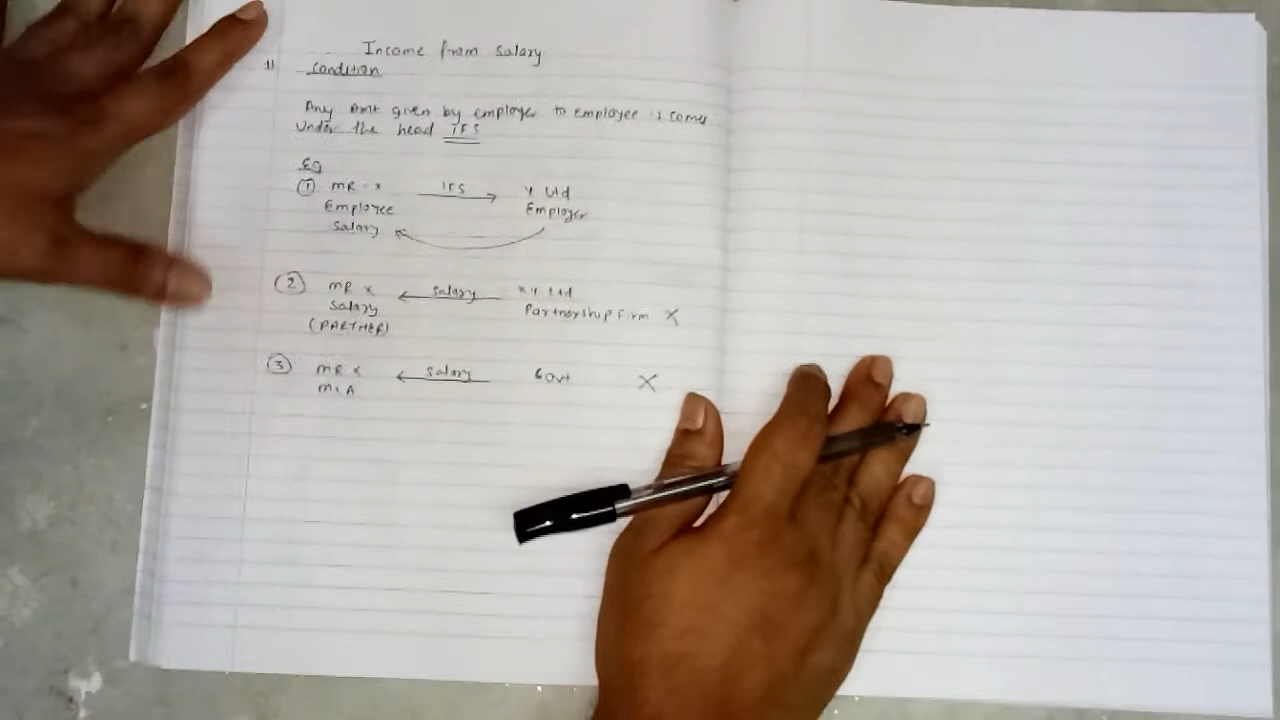 Income from salary
1) Condition
Any Amt given by employer to employee is comes
under the head IFS
Eg
① MR. X IFS Y Ltd
Employee Employer
Salary
② MR X salary XY Ltd
Salary Partnership Firm X
(PARTNER)
③ MR X salary Govt X
MLA